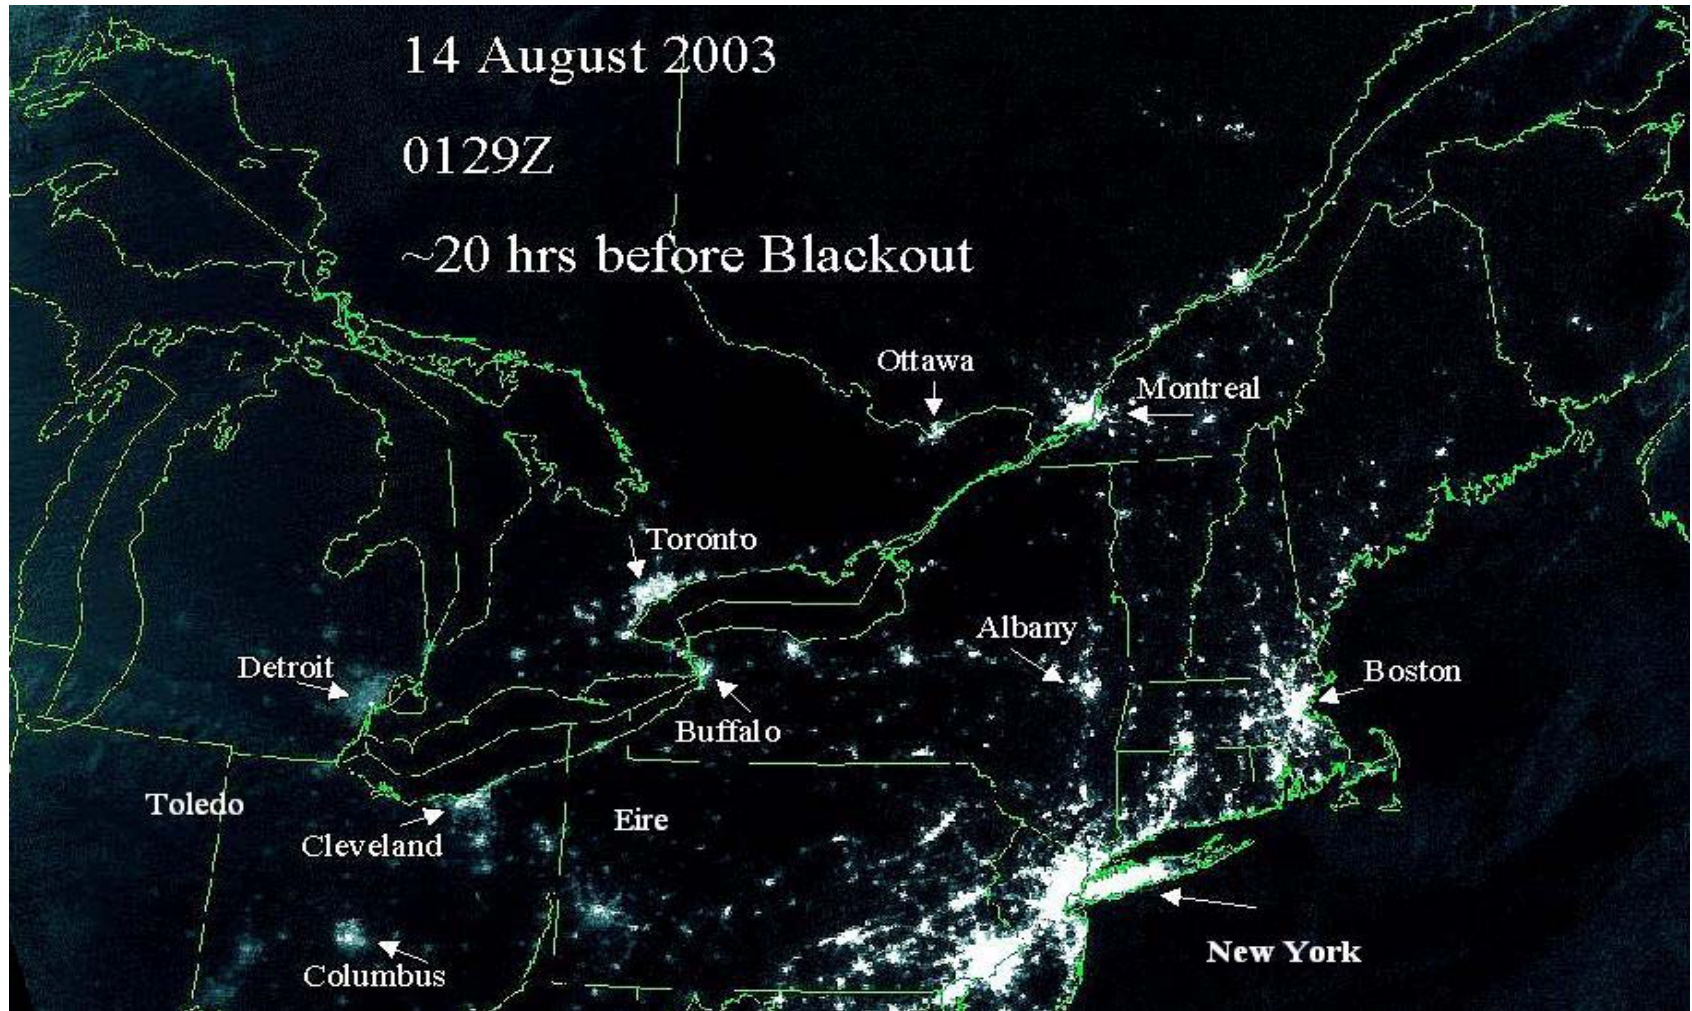 14 August 2003
0129Z
~20 hrs before Blackout
Ottawa
Montreal
Toronto
Albany
Detroit
Boston
Buffalo
Toledo
Eire
Cleveland
New York
Columbus